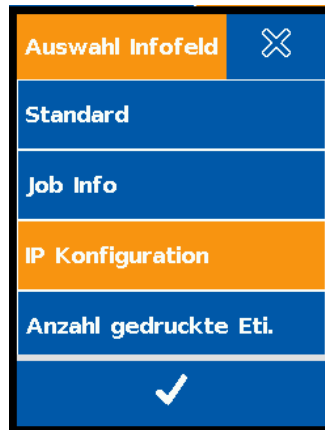 Auswahl Infofeld
Standard
Job Info
IP Konfiguration
Anzahl gedruckte Eti.